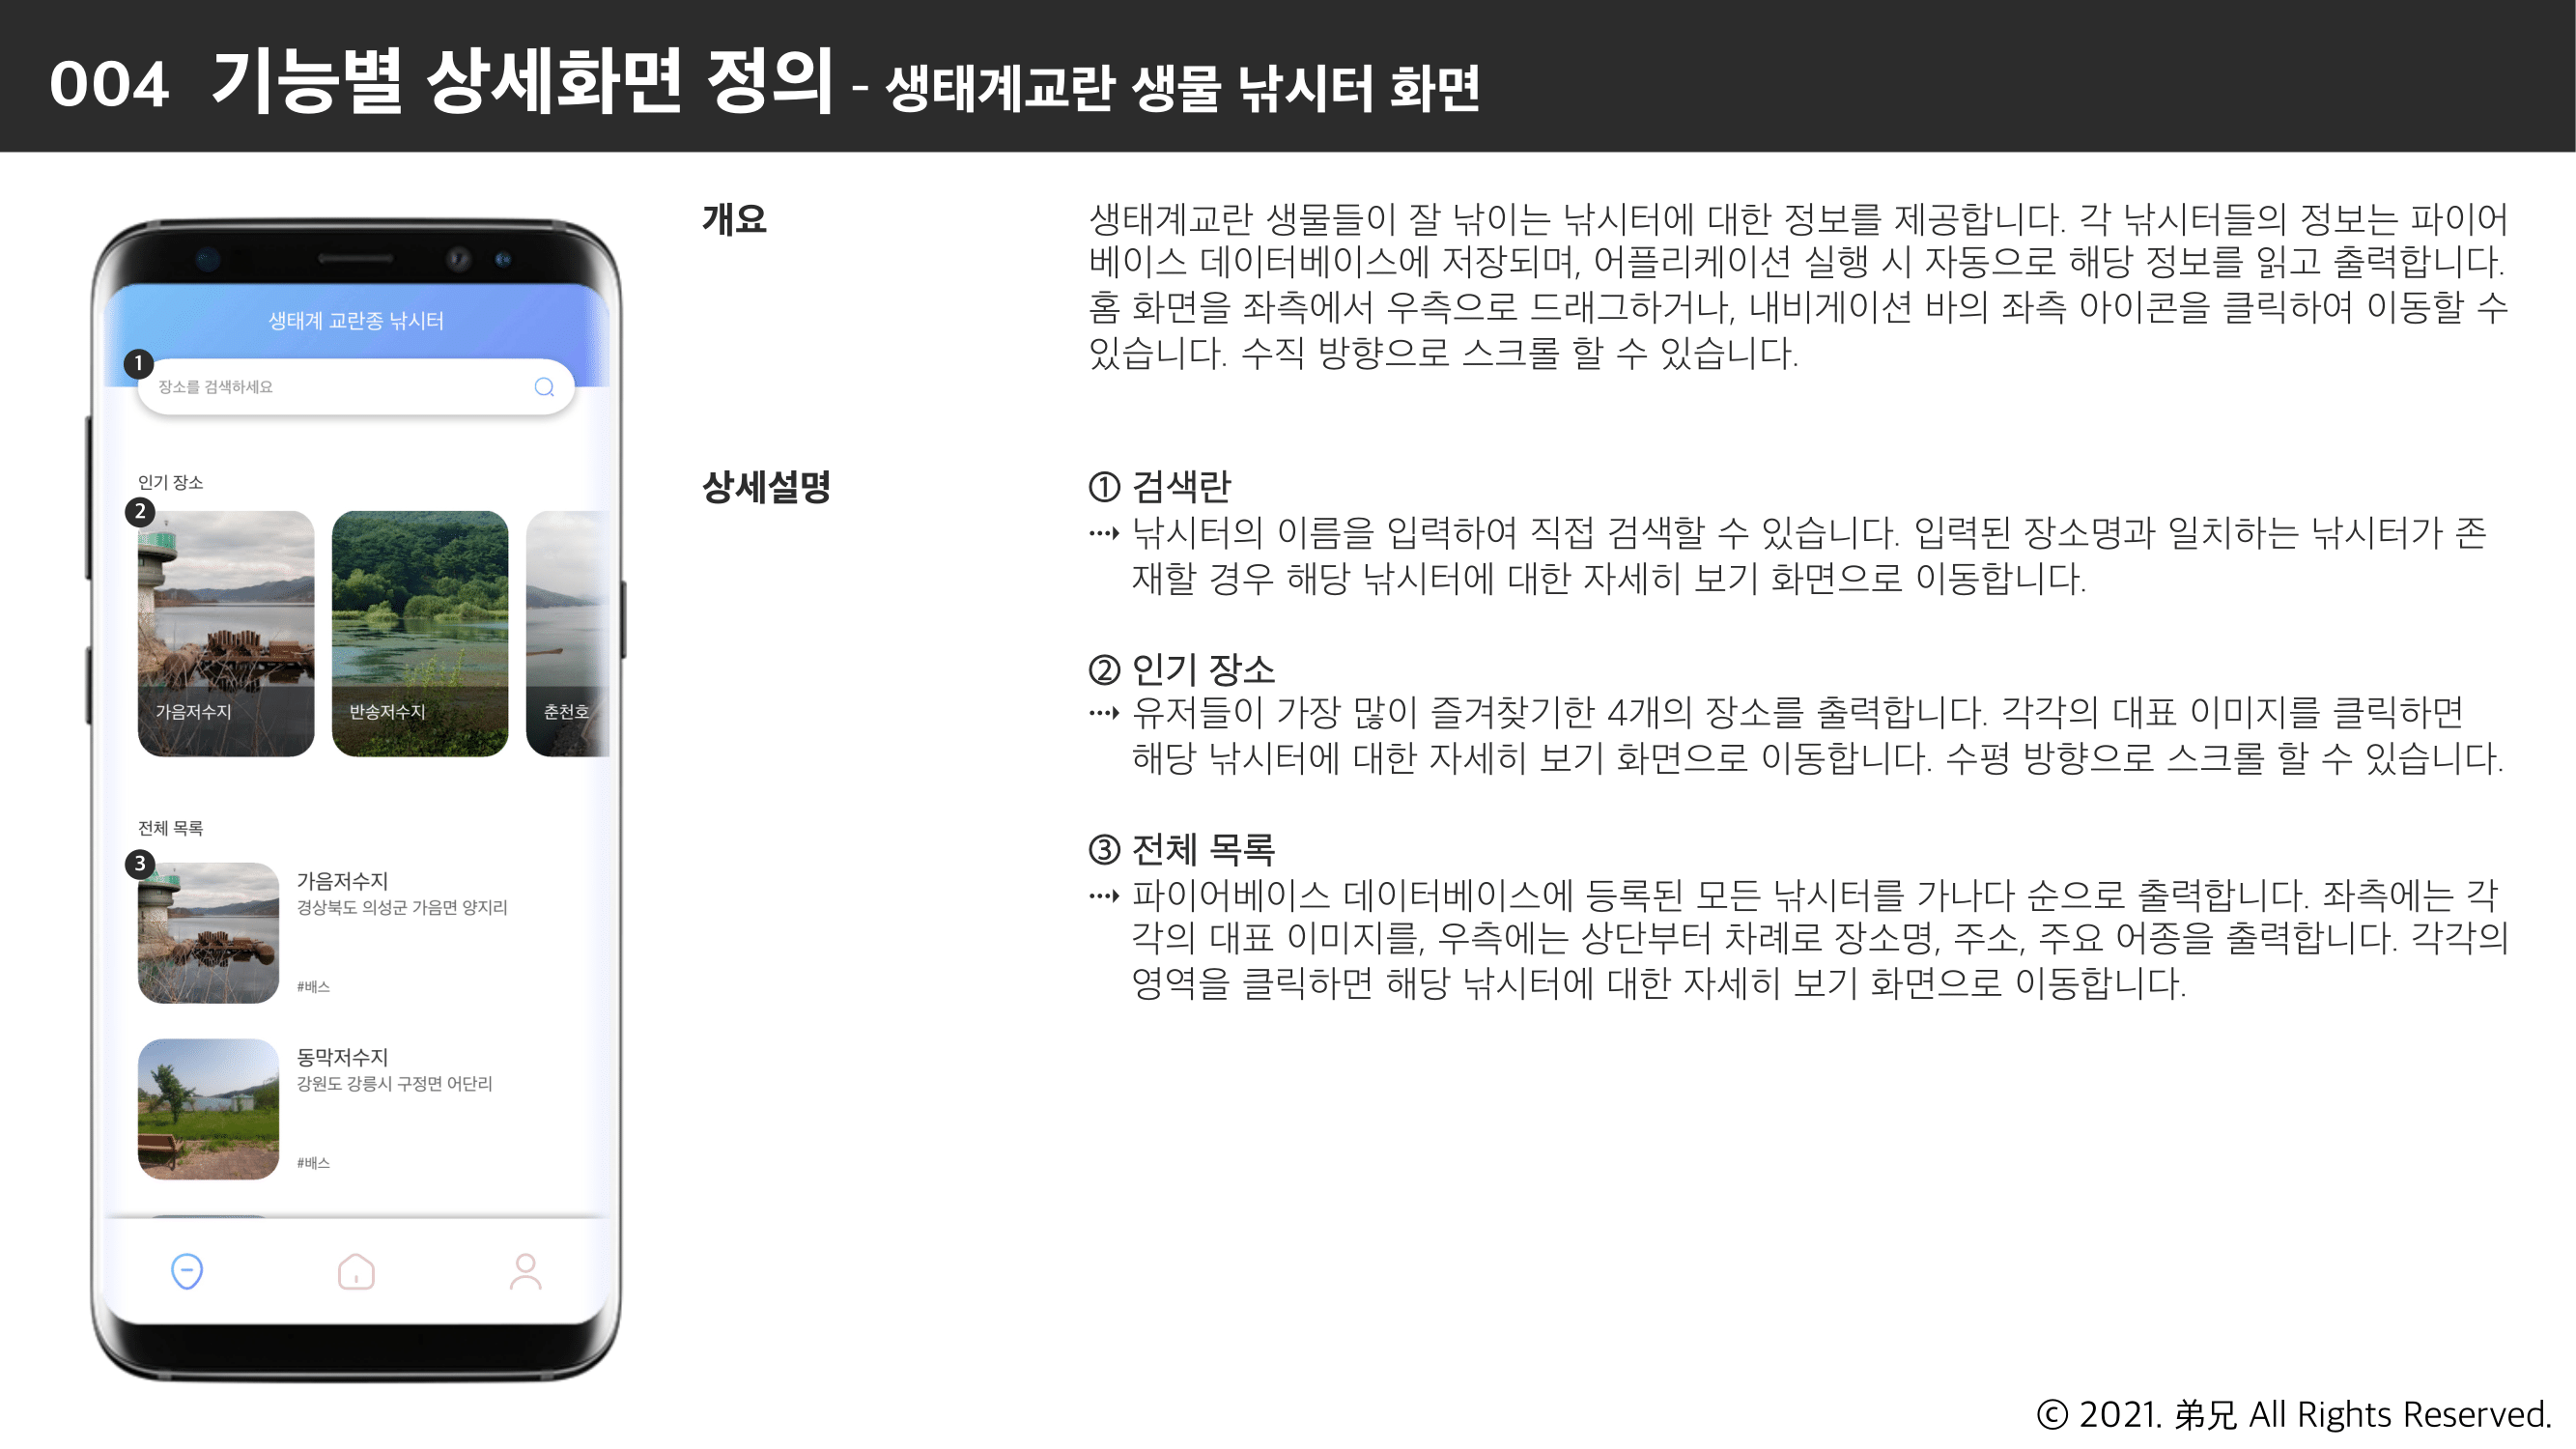 004 기능별 상세화면 정의 - 생태계교란 생물 낚시터 화면
생태계 교란종 낚시터
1
장소를 검색하세요
인기 장소
2
가음저수지
반송저수지
춘천호
전체 목록
3
가음저수지
경상북도 의성군 가음면 양지리
#배스
동막저수지
강원도 강릉시 구정면 어단리
#배스
개요
생태계교란 생물들이 잘 낚이는 낚시터에 대한 정보를 제공합니다. 각 낚시터들의 정보는 파이어
베이스 데이터베이스에 저장되며, 어플리케이션 실행 시 자동으로 해당 정보를 읽고 출력합니다.
홈 화면을 좌측에서 우측으로 드래그하거나, 내비게이션 바의 좌측 아이콘을 클릭하여 이동할 수
있습니다. 수직 방향으로 스크롤 할 수 있습니다.
상세설명
① 검색란
⤑ 낚시터의 이름을 입력하여 직접 검색할 수 있습니다. 입력된 장소명과 일치하는 낚시터가 존
재할 경우 해당 낚시터에 대한 자세히 보기 화면으로 이동합니다.
② 인기 장소
⤑ 유저들이 가장 많이 즐겨찾기한 4개의 장소를 출력합니다. 각각의 대표 이미지를 클릭하면
해당 낚시터에 대한 자세히 보기 화면으로 이동합니다. 수평 방향으로 스크롤 할 수 있습니다.
③ 전체 목록
⤑ 파이어베이스 데이터베이스에 등록된 모든 낚시터를 가나다 순으로 출력합니다. 좌측에는 각
각의 대표 이미지를, 우측에는 상단부터 차례로 장소명, 주소, 주요 어종을 출력합니다. 각각의
영역을 클릭하면 해당 낚시터에 대한 자세히 보기 화면으로 이동합니다.
ⓒ 2021. 弟兄 All Rights Reserved.